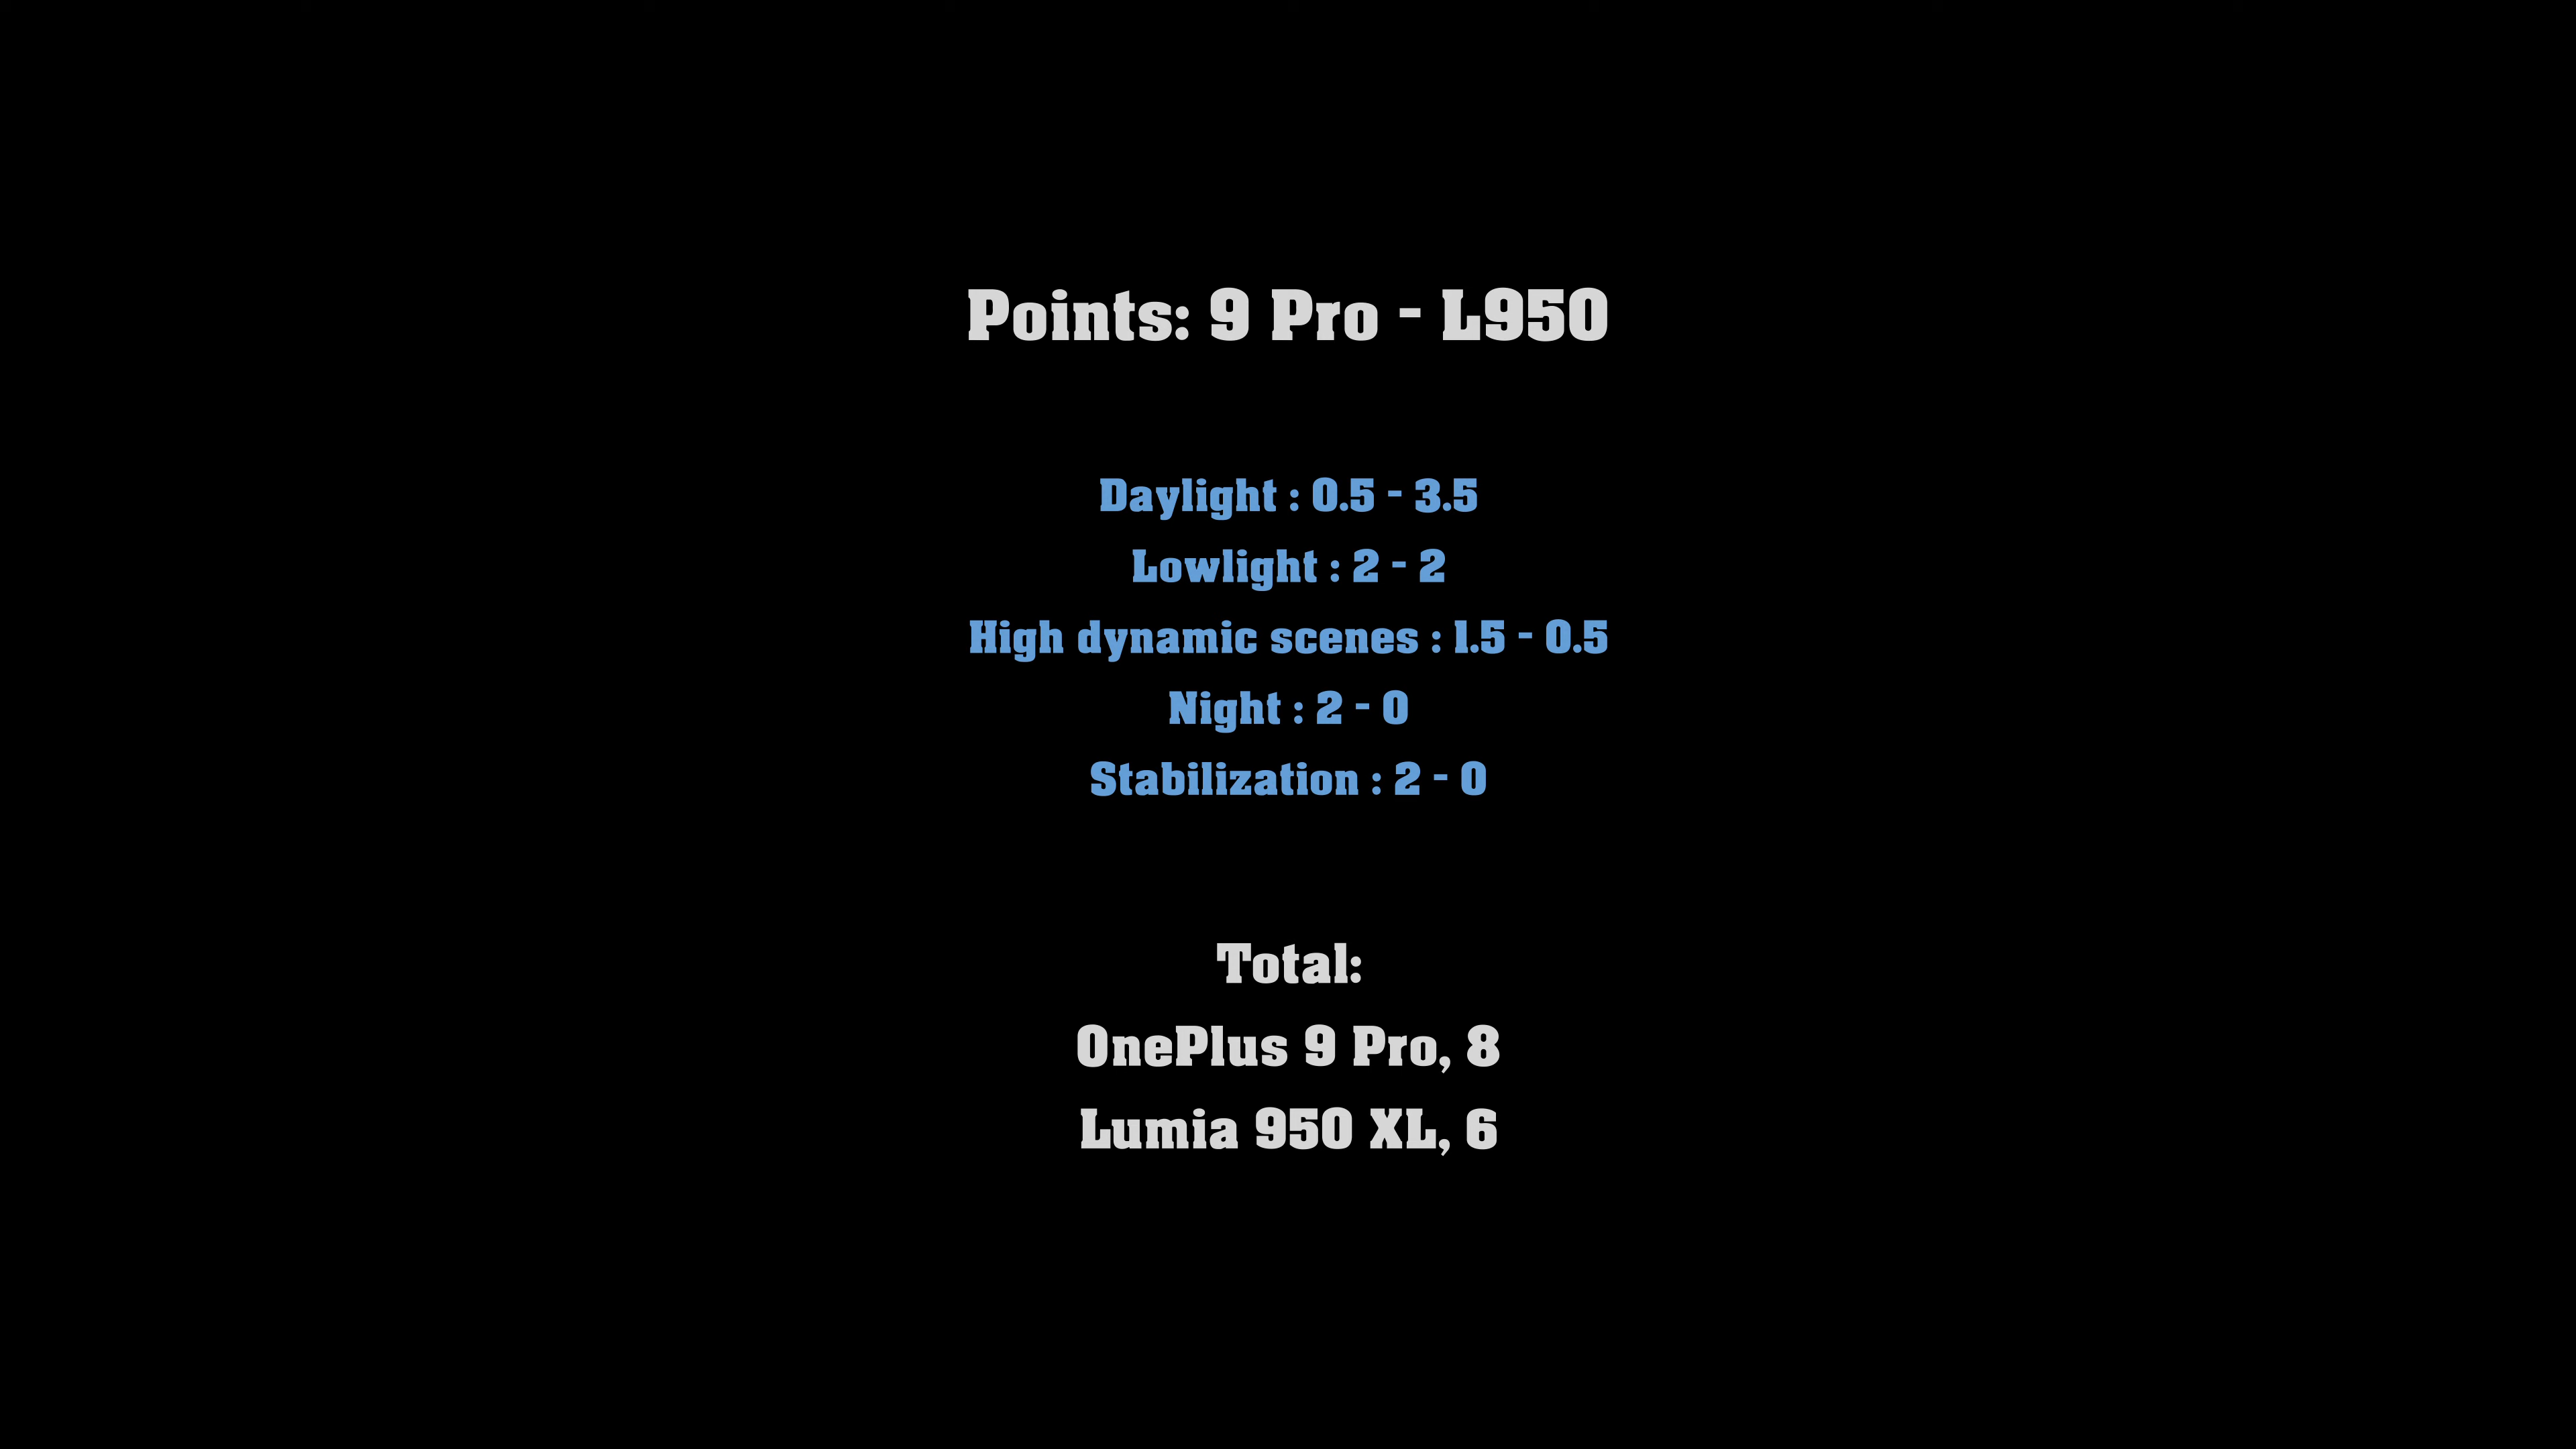 Points: 9 Pro - L950
Daylight : 0.5 - 3.5
Lowlight : 2 - 2
High dynamic scenes : 1.5 - 0.5
Night : 2 - 0
Stabilization : 2 - 0
Total:
OnePlus 9 Pro, 8
Lumia 950 XL, 6